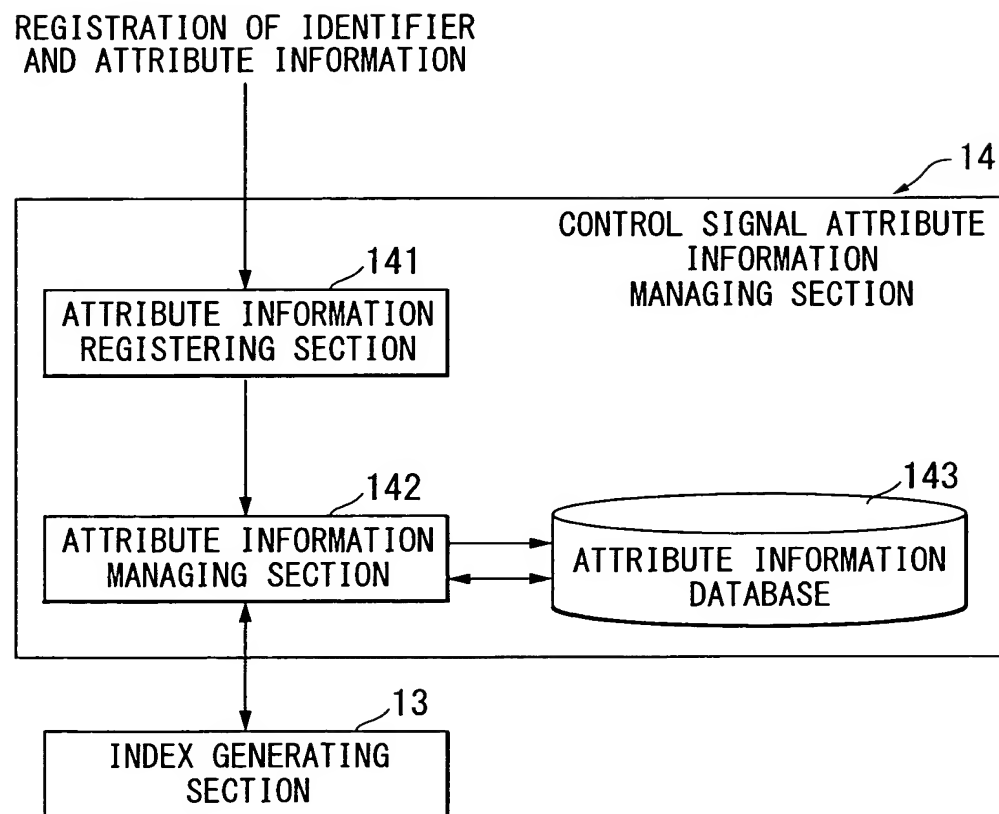 REGISTRATION OF IDENTIFIER
AND ATTRIBUTE INFORMATION
14
CONTROL SIGNAL ATTRIBUTE
INFORMATION
MANAGING SECTION
141
ATTRIBUTE INFORMATION
REGISTERING SECTION
142
ATTRIBUTE INFORMATION
MANAGING SECTION
143
ATTRIBUTE INFORMATION
DATABASE
13
INDEX GENERATING
SECTION